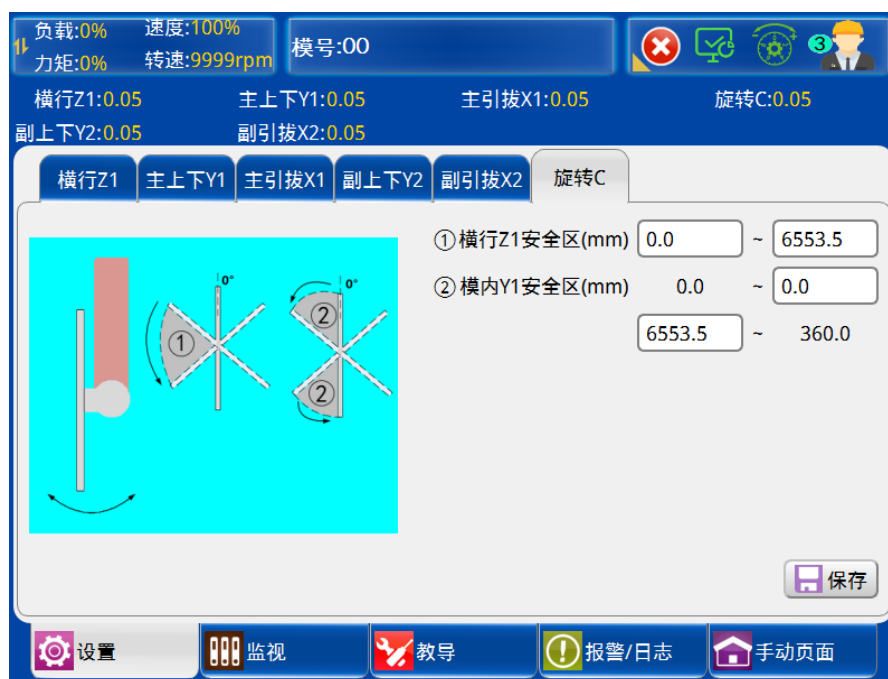 负载:0% 速度:100%
力矩:0% 转速:9999rpm
模号:00
3
横行Z1:0.05 主上下Y1:0.05 主引拔X1:0.05 旋转C:0.05
副上下Y2:0.05 副引拔X2:0.05
横行Z1 主上下Y1 主引拔X1 副上下Y2 副引拔X2 旋转C
①横行Z1安全区(mm) 0.0 ~ 6553.5
②模内Y1安全区(mm) 0.0 ~ 0.0
6553.5 ~ 360.0
0° 0°
① ②
②
保存
设置 监视 教导 报警/日志 手动页面